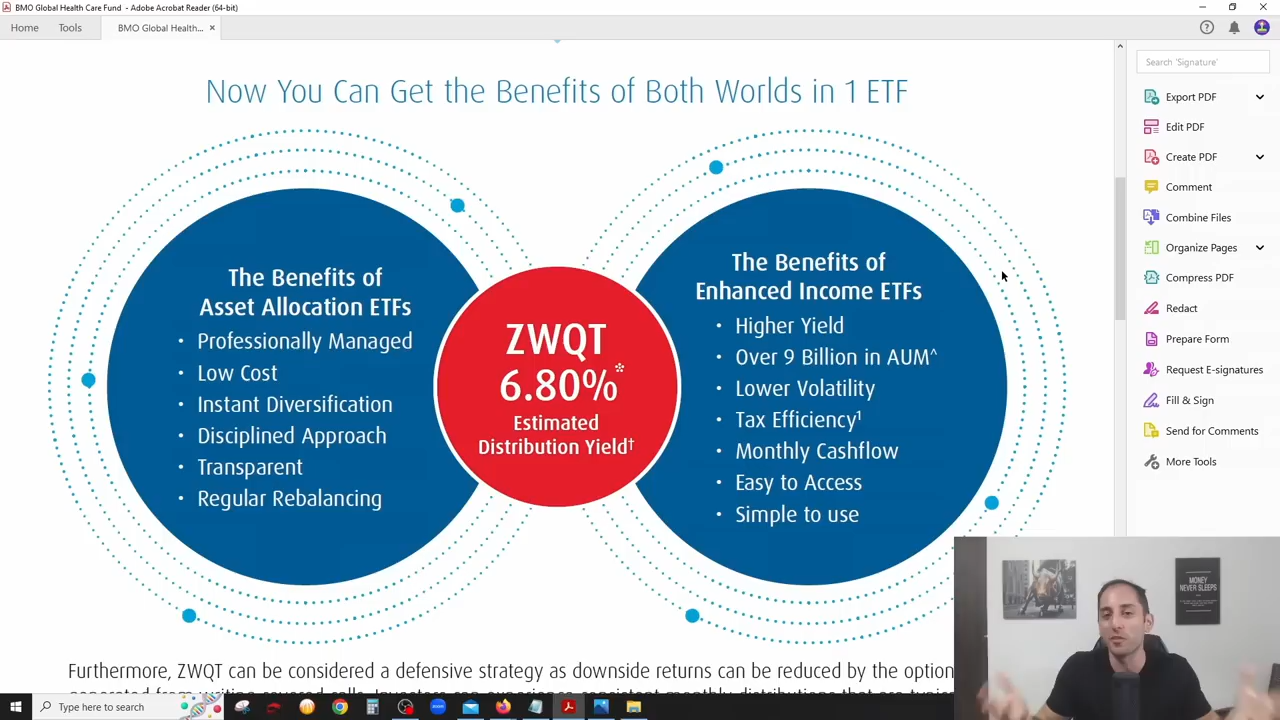 BMO Global Health Care Fund - Adobe Acrobat Reader (64-bit)
Home
Tools
BMO Global Health...
Search 'Signature'
Now You Can Get the Benefits of Both Worlds in 1 ETF
The Benefits of
Asset Allocation ETFs
• Professionally Managed
• Low Cost
• Instant Diversification
• Disciplined Approach
• Transparent
• Regular Rebalancing
ZWQT
6.80%*
Estimated
Distribution Yield†
The Benefits of
Enhanced Income ETFs
• Higher Yield
• Over 9 Billion in AUM^
• Lower Volatility
• Tax Efficiency¹
• Monthly Cashflow
• Easy to Access
• Simple to use
Furthermore, ZWQT can be considered a defensive strategy as downside returns can be reduced by the option
Export PDF
Edit PDF
Create PDF
Comment
Combine Files
Organize Pages
Compress PDF
Redact
Prepare Form
Request E-signatures
Fill & Sign
Send for Comments
More Tools
MONEY
NEVER SLEEPS
Type here to search